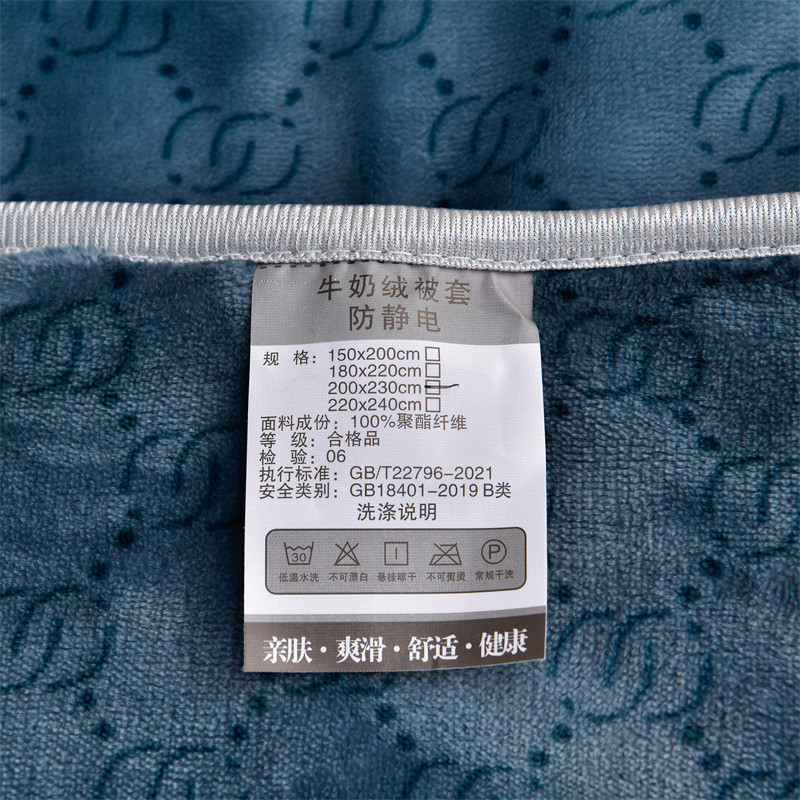 牛奶绒被套
防静电
规 格：150x200cm□
180x220cm□
200x230cm□
220x240cm□
面料成份：100%聚酯纤维
等 级：合格品
检 验：06
执行标准：GB/T22796-2021
安全类别：GB18401-2019 B类
洗涤说明
30 P
低温水洗 不可漂白 悬挂晾干 不可熨烫 常规干洗
亲肤·爽滑·舒适·健康